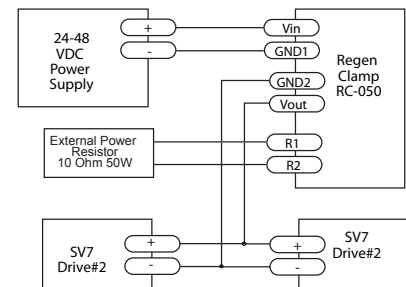 24-48
VDC
Power
Supply
+
-
Vin
GND1
GND2
Vout
R1
R2
Regen
Clamp
RC-050
External Power
Resistor
10 Ohm 50W
SV7
Drive#2
+
-
+
-
SV7
Drive#2